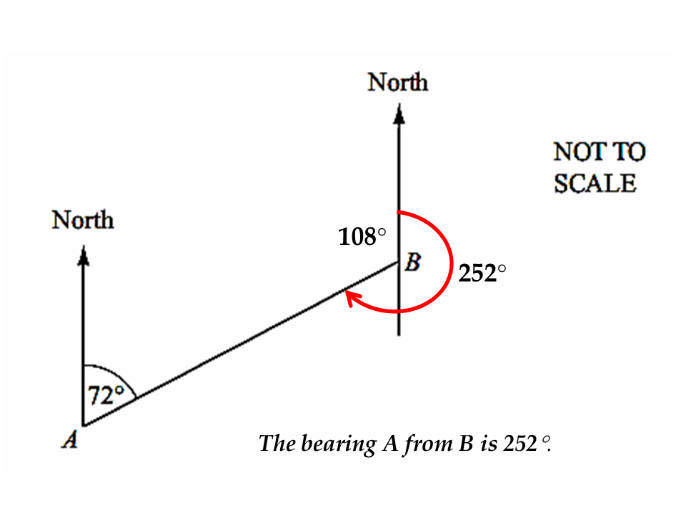 North
NOT TO
SCALE
North
108°
B
252°
72°
A
The bearing A from B is 252°.